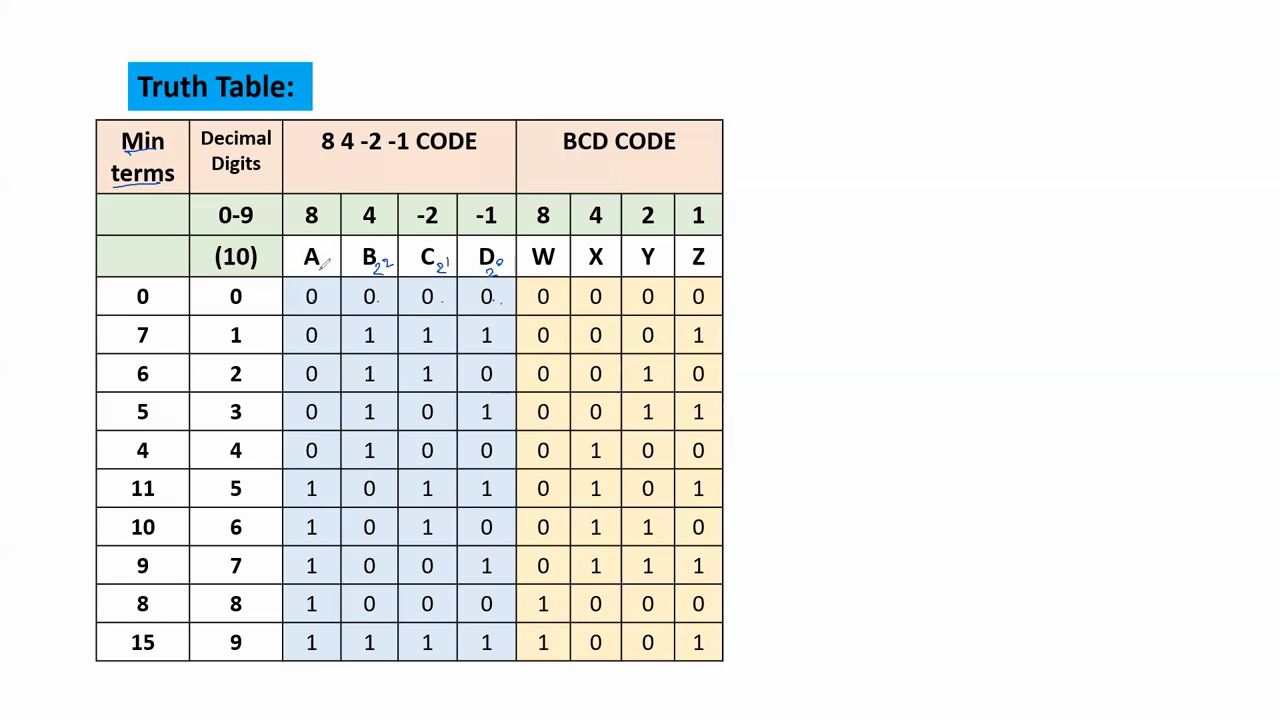 Truth Table:
Min terms Decimal Digits 8 4 -2 -1 CODE BCD CODE
0-9 8 4 -2 -1 8 4 2 1
(10) A B 2² C 2¹ D 2⁰ W X Y Z
0 0 0 0 0 0 0 0 0 0
7 1 0 1 1 1 0 0 0 1
6 2 0 1 1 0 0 0 1 0
5 3 0 1 0 1 0 0 1 1
4 4 0 1 0 0 0 1 0 0
11 5 1 0 1 1 0 1 0 1
10 6 1 0 1 0 0 1 1 0
9 7 1 0 0 1 0 1 1 1
8 8 1 0 0 0 1 0 0 0
15 9 1 1 1 1 1 0 0 1